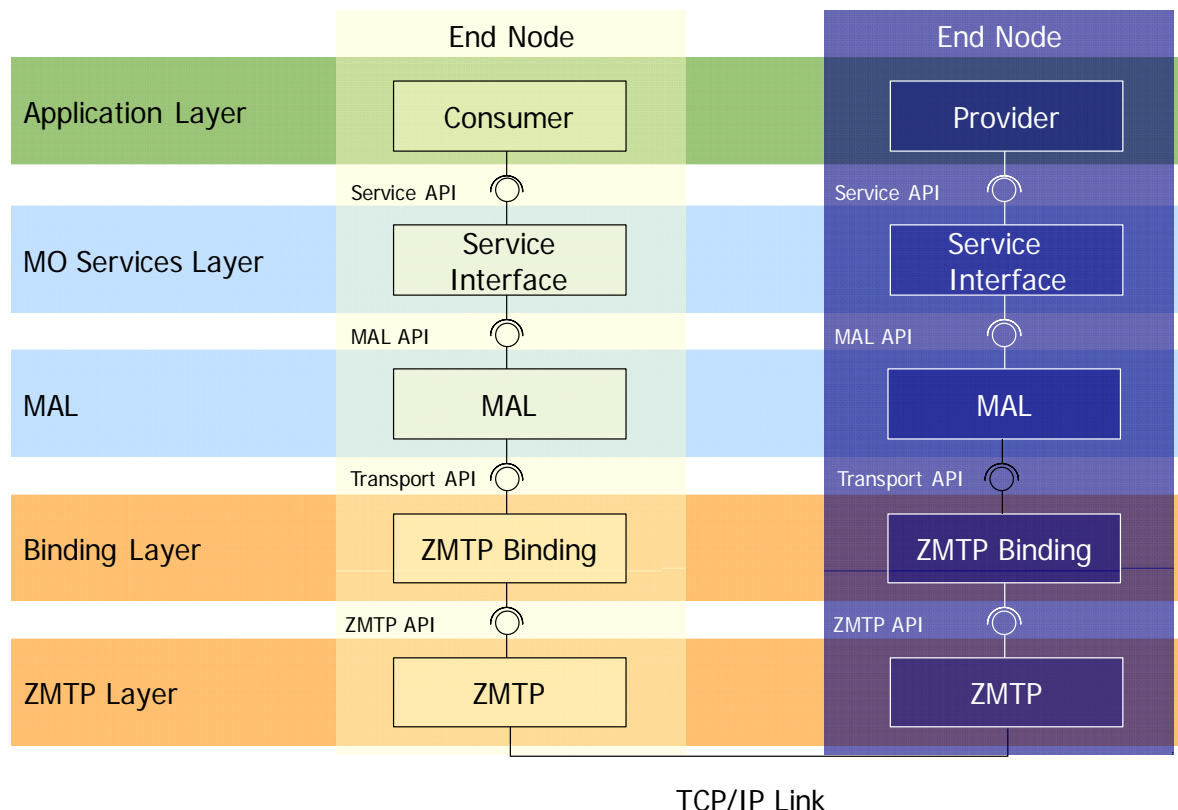 End Node
End Node
Application Layer
Consumer
Provider
Service API
Service API
MO Services Layer
Service
Interface
Service
Interface
MAL API
MAL API
MAL
MAL
MAL
Transport API
Transport API
Binding Layer
ZMTP Binding
ZMTP Binding
ZMTP API
ZMTP API
ZMTP Layer
ZMTP
ZMTP
TCP/IP Link